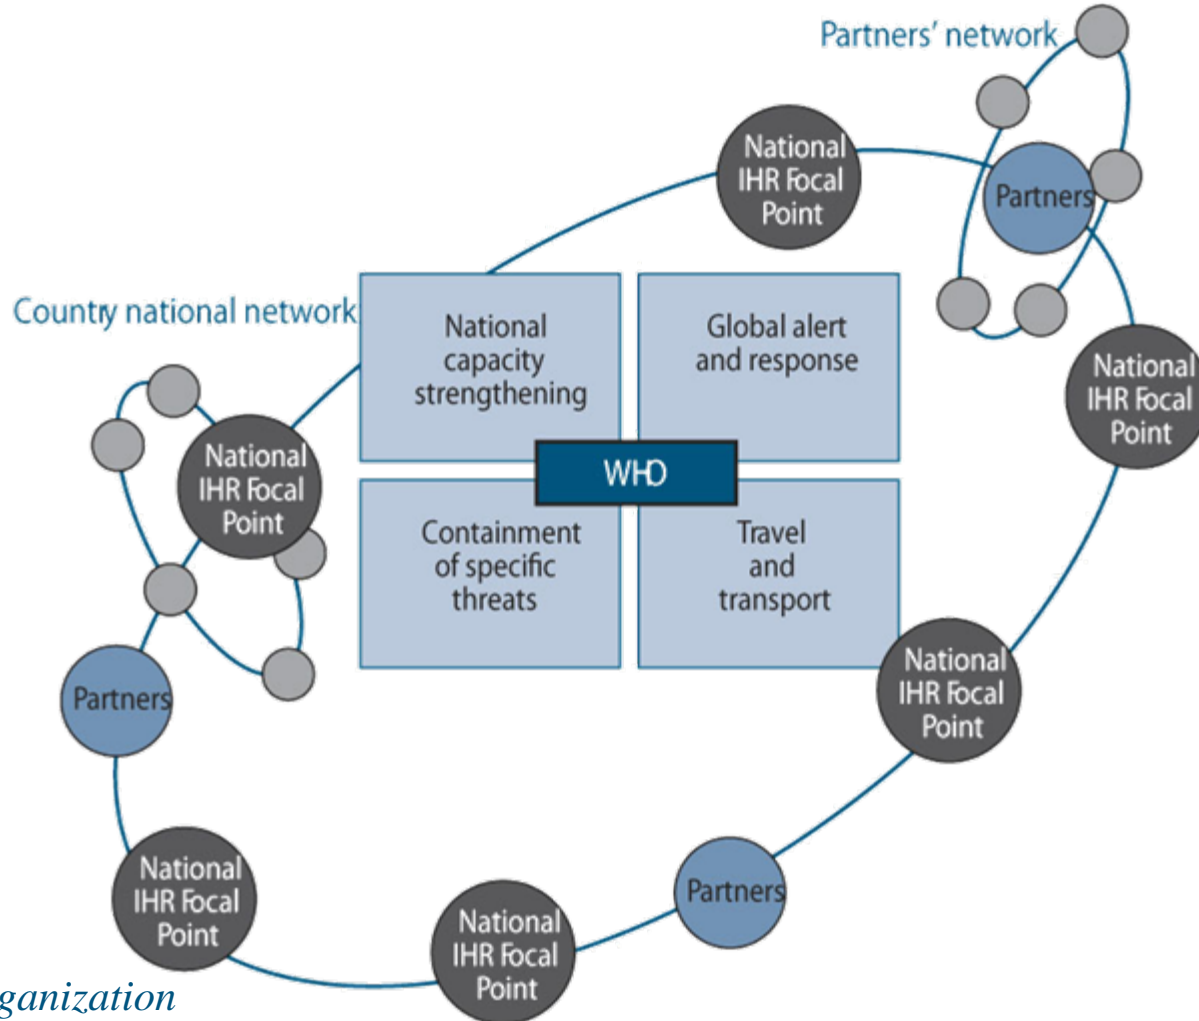 Partners' network
National
IHR Focal
Point
Partners
Country national network
National
capacity
strengthening
Global alert
and response
National
IHR Focal
Point
National
IHR Focal
Point
WHO
Containment
of specific
threats
Travel
and
transport
National
IHR Focal
Point
Partners
National
IHR Focal
Point
Partners
National
IHR Focal
Point
ganization